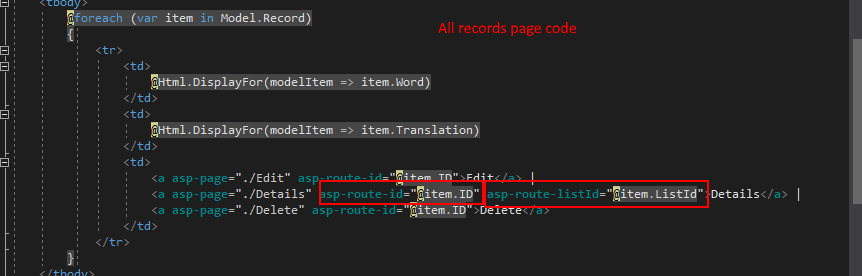 <tbody>
@foreach (var item in Model.Record)
All records page code
{
<tr>
<td>
@Html.DisplayFor(modelItem => item.Word)
</td>
<td>
@Html.DisplayFor(modelItem => item.Translation)
</td>
<td>
<a asp-page="./Edit" asp-route-id="@item.ID">Edit</a> |
<a asp-page="./Details" asp-route-id="@item.ID" asp-route-listId="@item.ListId">Details</a> |
<a asp-page="./Delete" asp-route-id="@item.ID">Delete</a>
</td>
</tr>
}
</tbody>